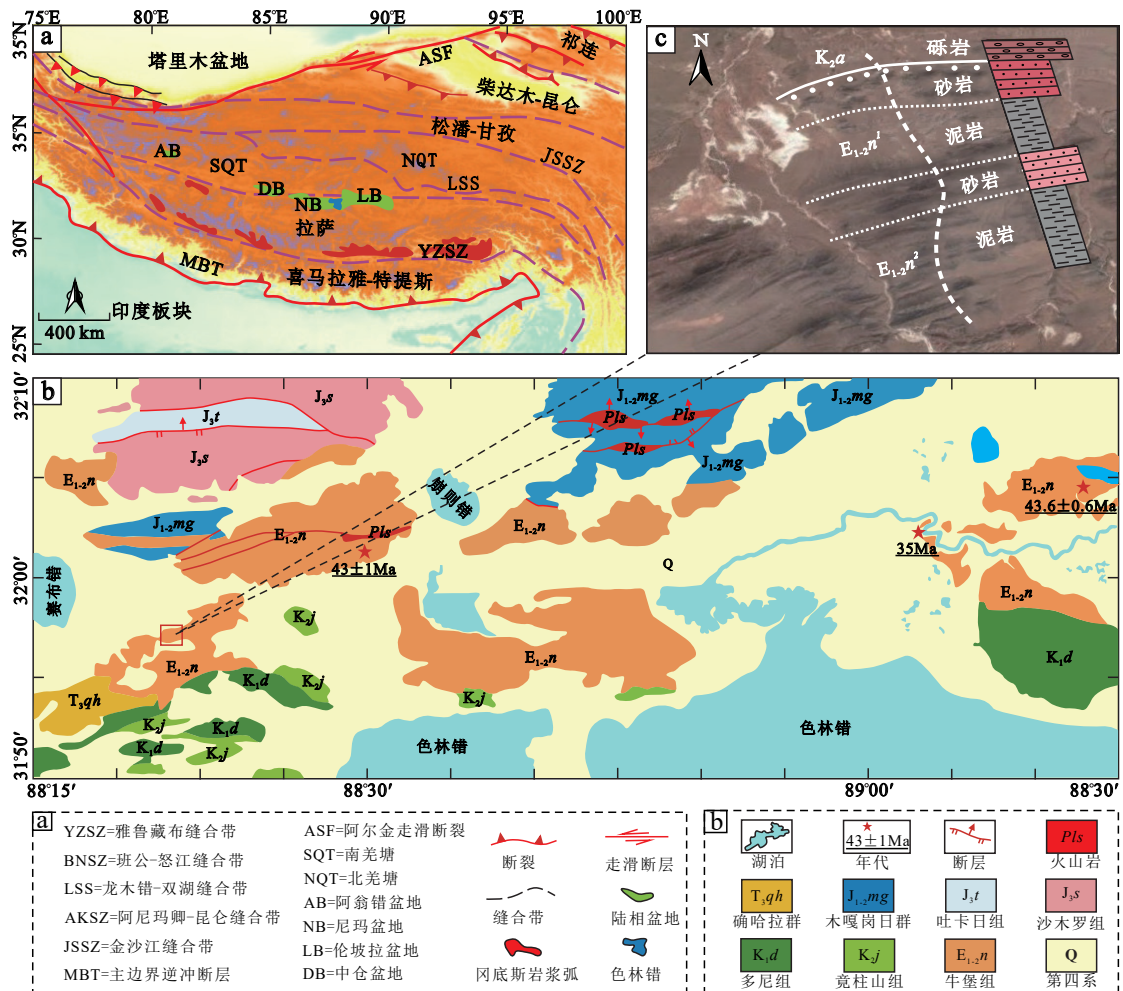 75°E 80°E 85°E 90°E 95°E 100°E
35°N
35°N
30°N
25°N
a
塔里木盆地
ASF
祁连
柴达木-昆仑
松潘-甘孜
JSSZ
AB
SQT
NQT
LSS
DB
NB
LB
拉萨
YZSZ
MBT
喜马拉雅-特提斯
印度板块
400 km
c
N
K₂a
砾岩
砂岩
泥岩
E₁₋₂n¹
砂岩
泥岩
E₁₋₂n²
b
32°10′
32°00′
31°50′
J₃s
J₃t
J₃s
E₁₋₂n
J₁₋₂mg
E₁₋₂n
Pls
43±1Ma
J₁₋₂mg
Pls
Pls
Pls
J₁₋₂mg
J₁₋₂mg
E₁₋₂n
E₁₋₂n
43.6±0.6Ma
35Ma
Q
E₁₋₂n
K₁d
K₂j
E₁₋₂n
E₁₋₂n
T₃qh
K₁d
K₂j
K₂j
K₂j
K₁d
K₁d
K₂j
色林错
色林错
88°15′ 88°30′ 89°00′ 88°30′
a
YZSZ=雅鲁藏布缝合带
BNSZ=班公-怒江缝合带
LSS=龙木错-双湖缝合带
AKSZ=阿尼玛卿-昆仑缝合带
JSSZ=金沙江缝合带
MBT=主边界逆冲断层
ASF=阿尔金走滑断裂
SQT=南羌塘
NQT=北羌塘
AB=阿翁错盆地
NB=尼玛盆地
LB=伦坡拉盆地
DB=中仓盆地
断裂
走滑断层
缝合带
陆相盆地
冈底斯岩浆弧
色林错
b
湖泊
43±1Ma
年代
断层
Pls
火山岩
T₃qh
确哈拉群
J₁₋₂mg
木嘎岗日群
J₃t
吐卡日组
J₃s
沙木罗组
K₁d
多尼组
K₂j
竟柱山组
E₁₋₂n
牛堡组
Q
第四系